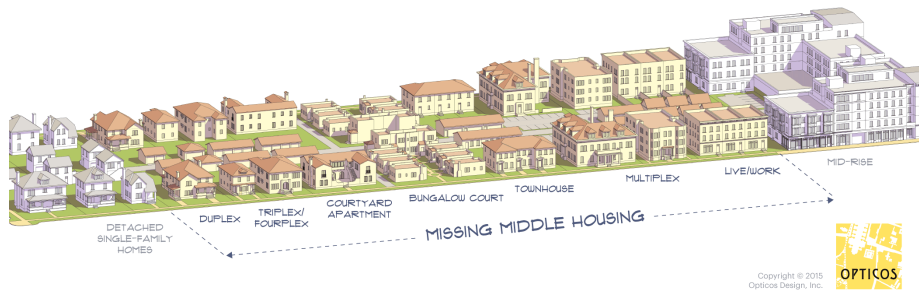 DETACHED
SINGLE-FAMILY
HOMES
DUPLEX
TRIPLEX/
FOURPLEX
COURTYARD
APARTMENT
BUNGALOW COURT
TOWNHOUSE
MULTIPLEX
LIVE/WORK
MID-RISE
MISSING MIDDLE HOUSING
Copyright © 2015
Opticos Design, Inc.
OPTICOS